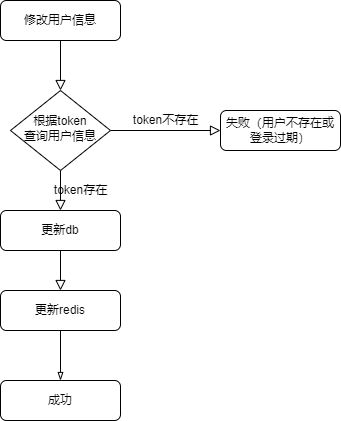 修改用户信息
根据token
查询用户信息
token不存在
失败（用户不存在或
登录过期）
token存在
更新db
更新redis
成功